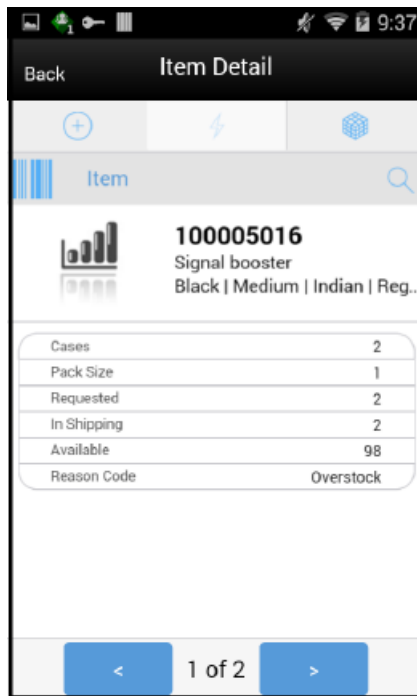 1 9:37
Back Item Detail
Item
100005016
Signal booster
Black | Medium | Indian | Reg..
Cases 2
Pack Size 1
Requested 2
In Shipping 2
Available 98
Reason Code Overstock
< 1 of 2 >